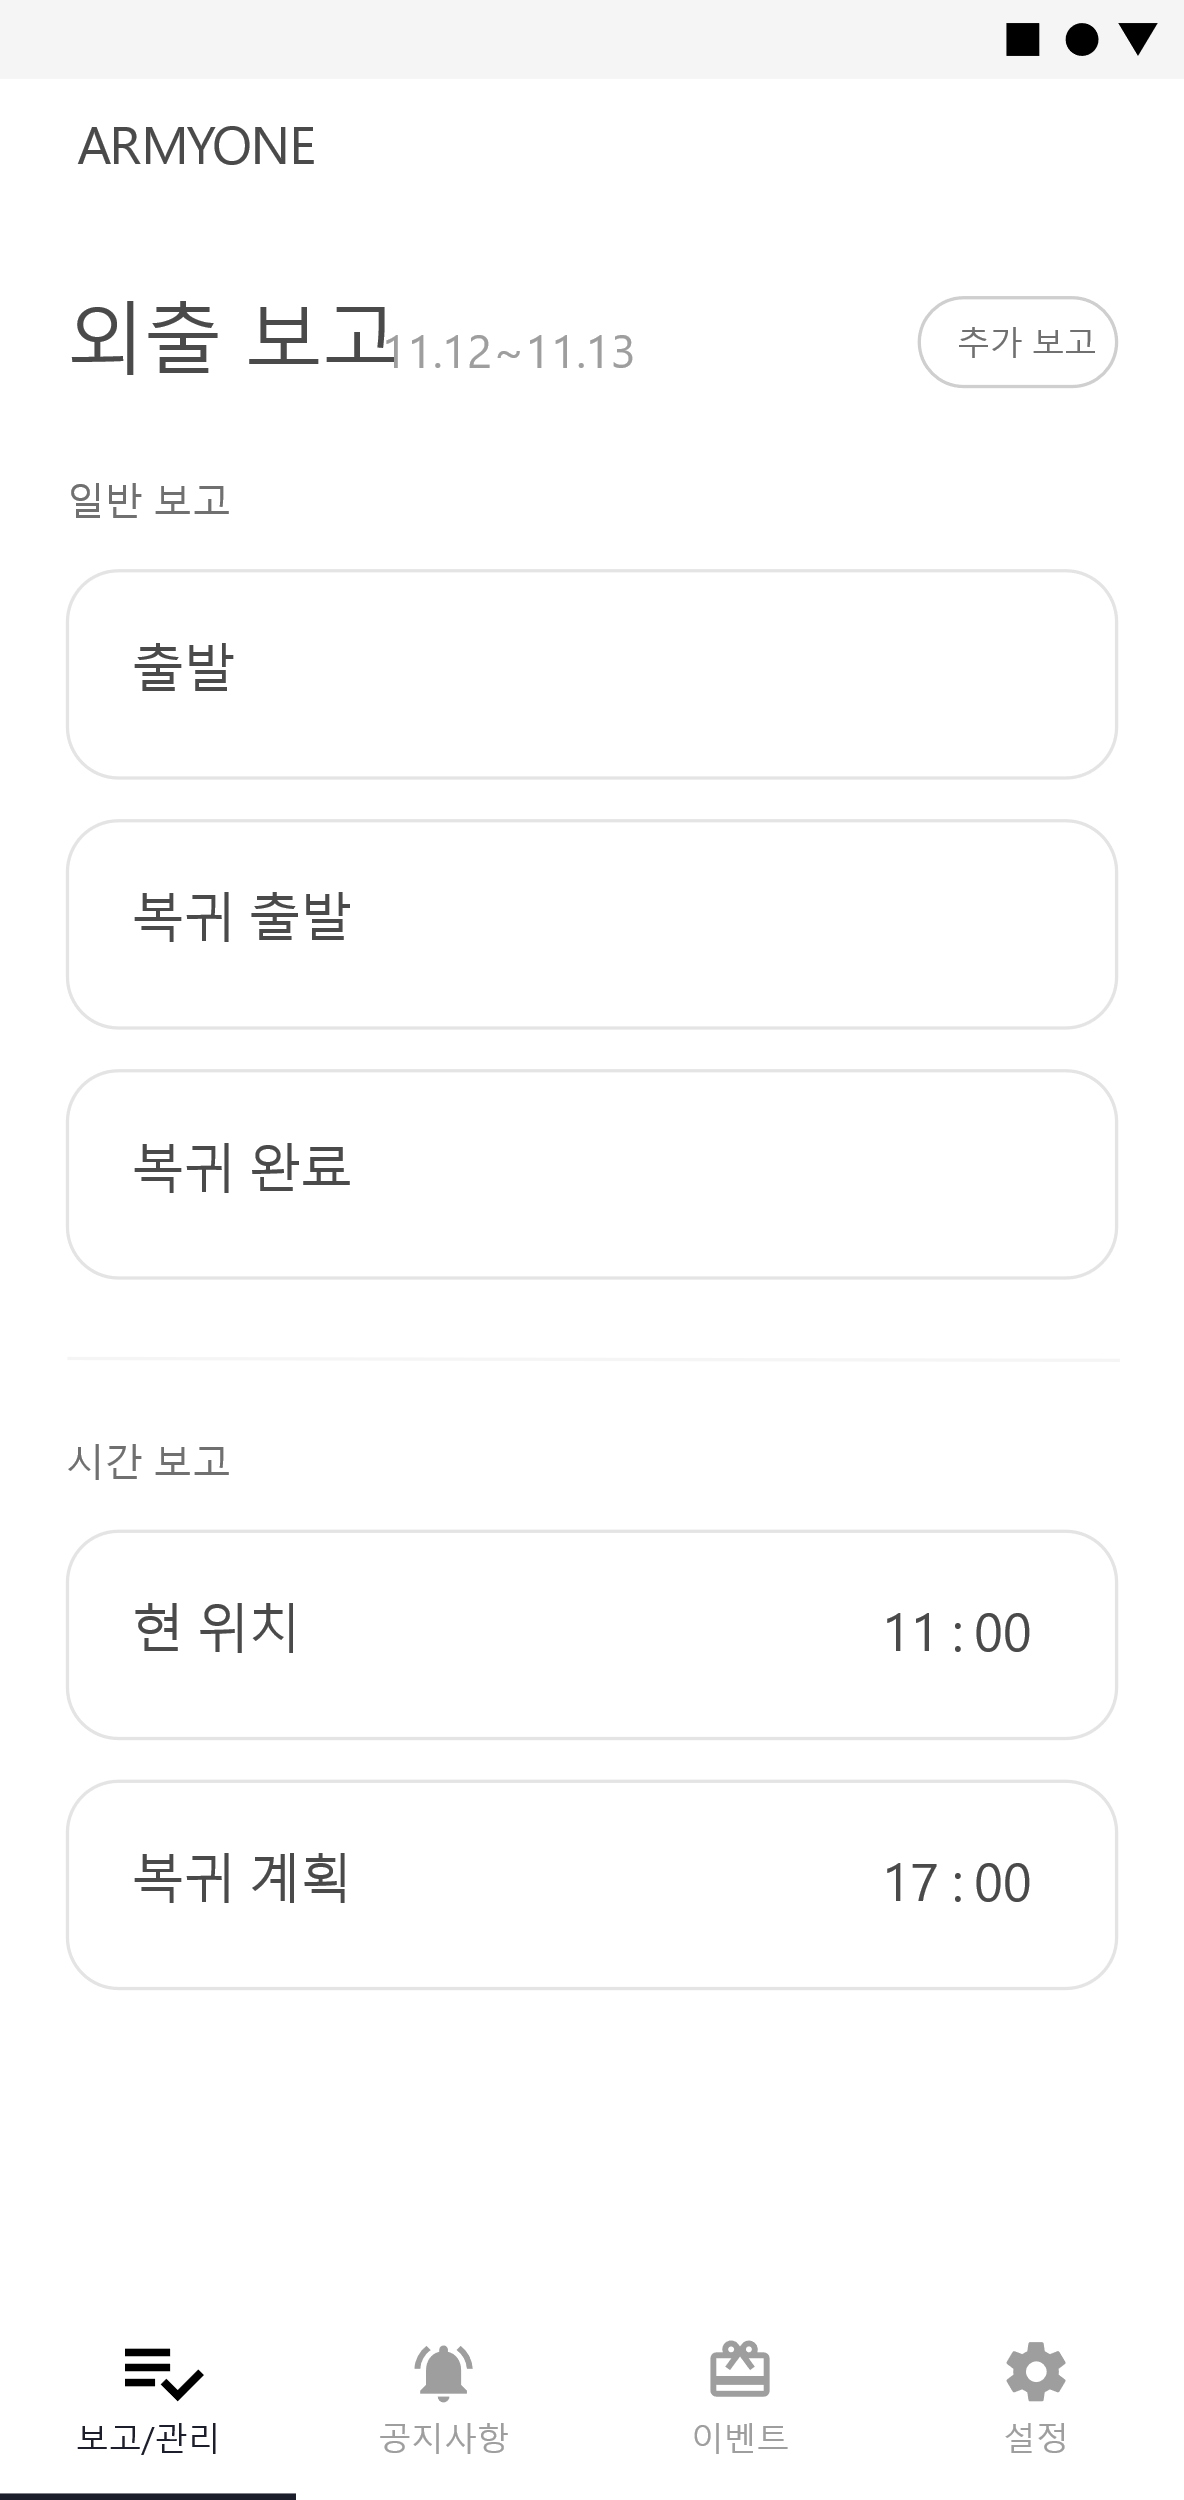 ARMYONE
외출 보고 11.12~11.13
추가 보고
일반 보고
출발
복귀 출발
복귀 완료
시간 보고
현 위치 11 : 00
복귀 계획 17 : 00
보고/관리
공지사항
이벤트
설정